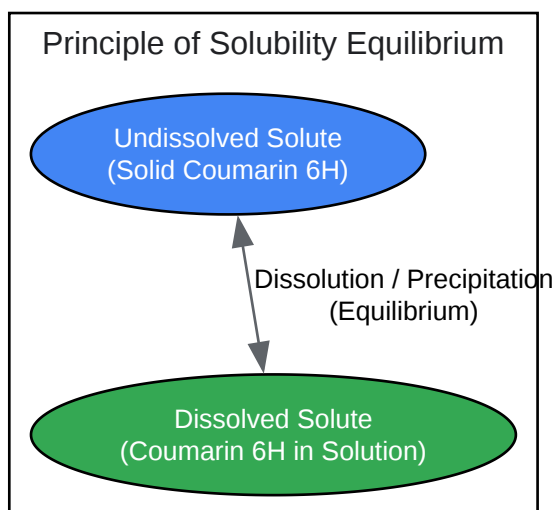 Principle of Solubility Equilibrium
Undissolved Solute
(Solid Coumarin 6H)
Dissolution / Precipitation
(Equilibrium)
Dissolved Solute
(Coumarin 6H in Solution)